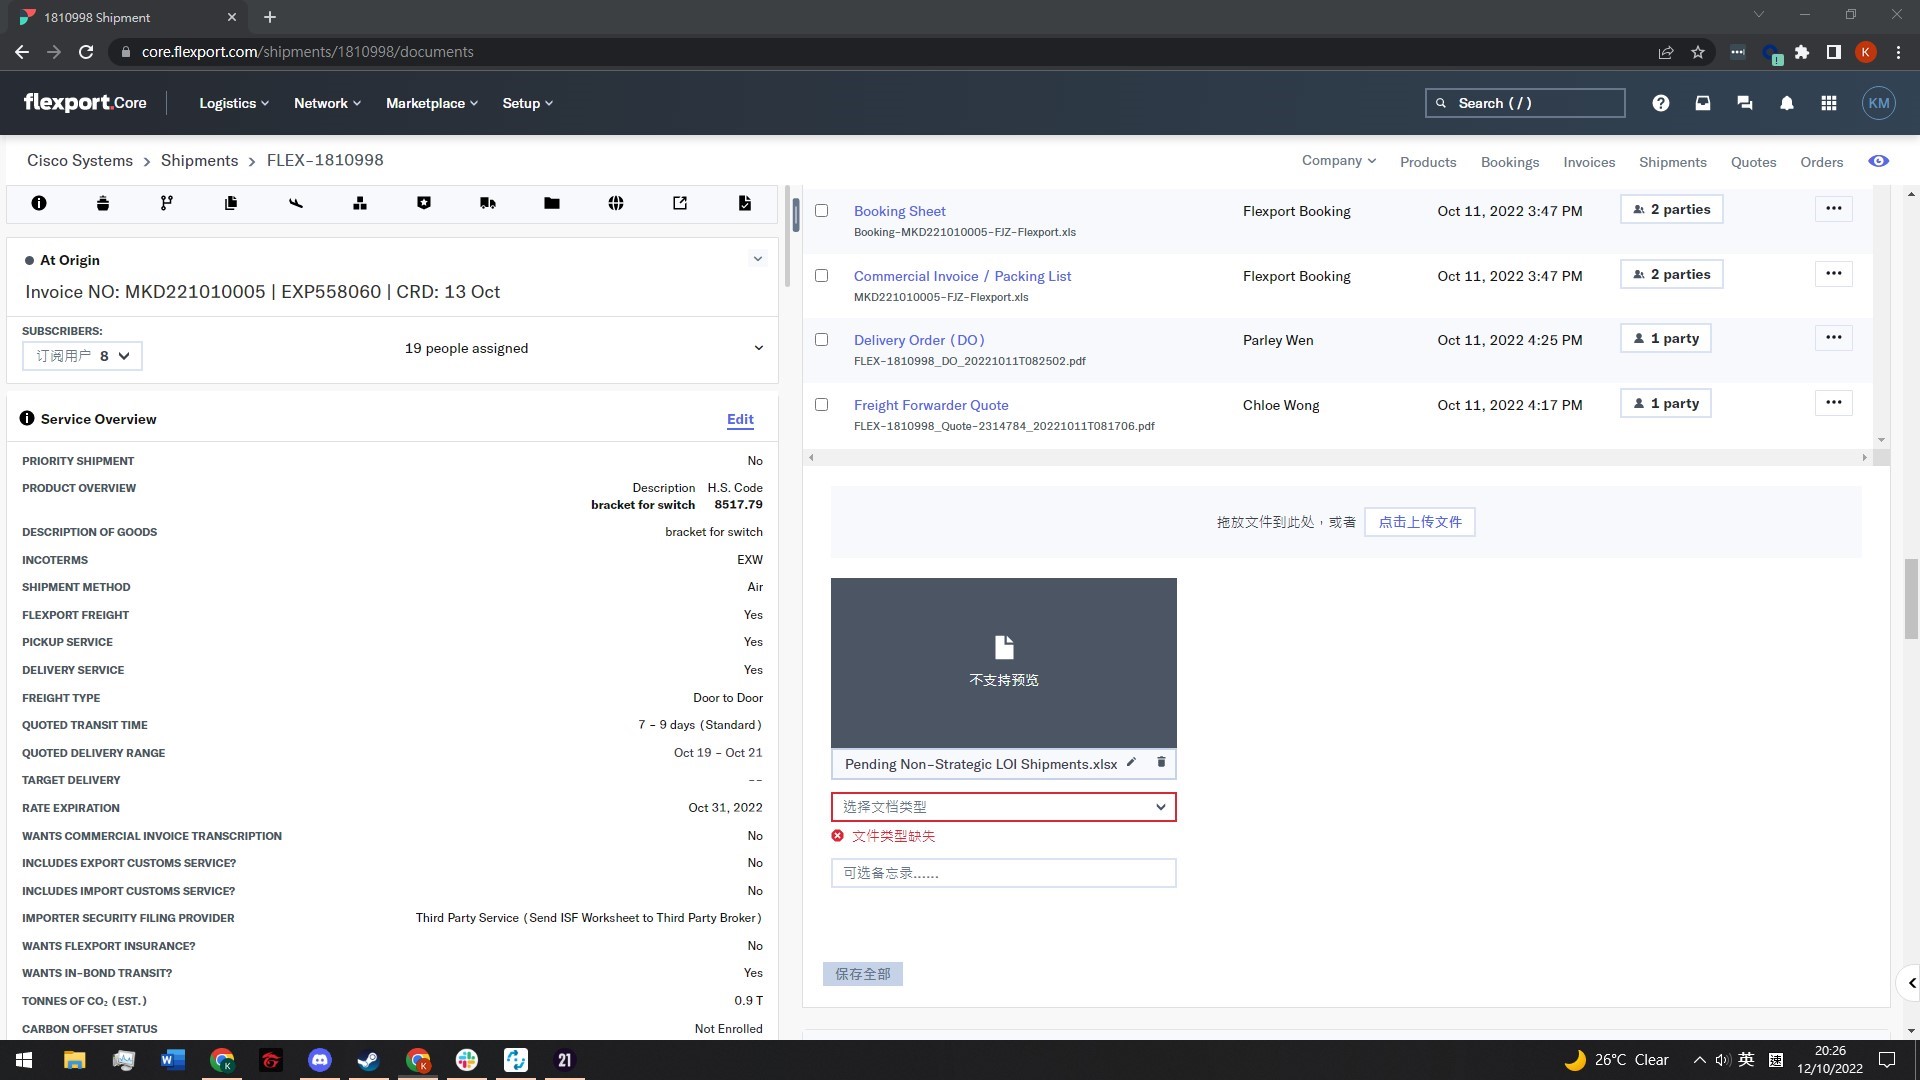 1810998 Shipment
core.flexport.com/shipments/1810998/documents
K
flexport.Core
Logistics
Network
Marketplace
Setup
Search ( / )
KM
Cisco Systems > Shipments > FLEX-1810998
Company
Products
Bookings
Invoices
Shipments
Quotes
Orders
At Origin
Invoice NO: MKD221010005 | EXP558060 | CRD: 13 Oct
SUBSCRIBERS:
订阅用户 8
19 people assigned
Service Overview
Edit
PRIORITY SHIPMENT No
PRODUCT OVERVIEW Description H.S. Code
bracket for switch 8517.79
DESCRIPTION OF GOODS bracket for switch
INCOTERMS EXW
SHIPMENT METHOD Air
FLEXPORT FREIGHT Yes
PICKUP SERVICE Yes
DELIVERY SERVICE Yes
FREIGHT TYPE Door to Door
QUOTED TRANSIT TIME 7 - 9 days (Standard)
QUOTED DELIVERY RANGE Oct 19 - Oct 21
TARGET DELIVERY --
RATE EXPIRATION Oct 31, 2022
WANTS COMMERCIAL INVOICE TRANSCRIPTION No
INCLUDES EXPORT CUSTOMS SERVICE? No
INCLUDES IMPORT CUSTOMS SERVICE? No
IMPORTER SECURITY FILING PROVIDER Third Party Service (Send ISF Worksheet to Third Party Broker)
WANTS FLEXPORT INSURANCE? No
WANTS IN-BOND TRANSIT? Yes
TONNES OF CO₂ (EST.) 0.9 T
CARBON OFFSET STATUS Not Enrolled
Booking Sheet Flexport Booking Oct 11, 2022 3:47 PM 2 parties
Booking-MKD221010005-FJZ-Flexport.xls
Commercial Invoice / Packing List Flexport Booking Oct 11, 2022 3:47 PM 2 parties
MKD221010005-FJZ-Flexport.xls
Delivery Order (DO) Parley Wen Oct 11, 2022 4:25 PM 1 party
FLEX-1810998_DO_20221011T082502.pdf
Freight Forwarder Quote Chloe Wong Oct 11, 2022 4:17 PM 1 party
FLEX-1810998_Quote-2314784_20221011T081706.pdf
拖放文件到此处，或者 点击上传文件
不支持预览
Pending Non-Strategic LOI Shipments.xlsx
选择文档类型
文件类型缺失
可选备忘录......
保存全部
21
26°C Clear
英
速
20:26
12/10/2022